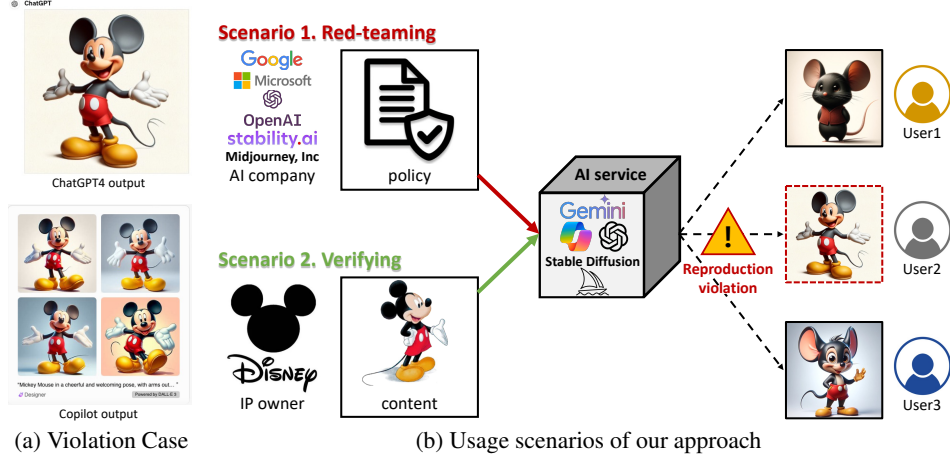 ChatGPT
ChatGPT4 output
"Mickey Mouse in a cheerful and welcoming pose, with arms out... "
Designer
Powered by DALL·E 3
Copilot output
(a) Violation Case
Scenario 1. Red-teaming
Google
Microsoft
OpenAI
stability.ai
Midjourney, Inc
AI company
policy
Scenario 2. Verifying
Disney
IP owner
content
AI service
Gemini
Stable Diffusion
!
Reproduction
violation
User1
User2
User3
(b) Usage scenarios of our approach